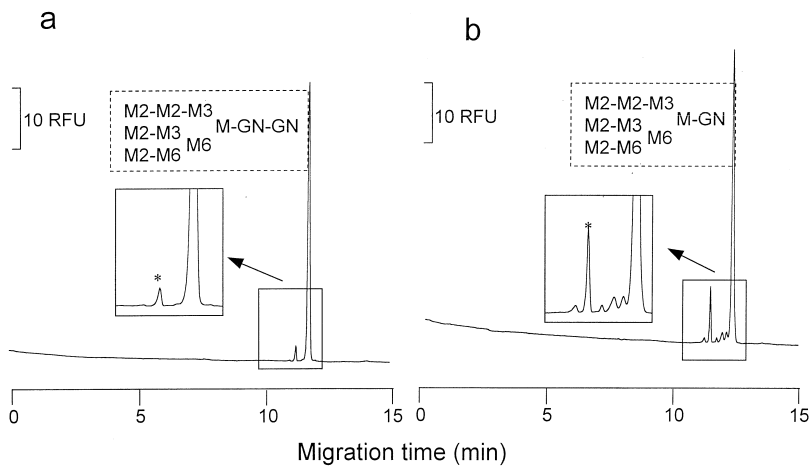 a
10 RFU
M2-M2-M3
M2-M3
M2-M6
M6
M-GN-GN
*
0 5 10 15
b
10 RFU
M2-M2-M3
M2-M3
M2-M6
M6
M-GN
*
0 5 10 15
Migration time (min)